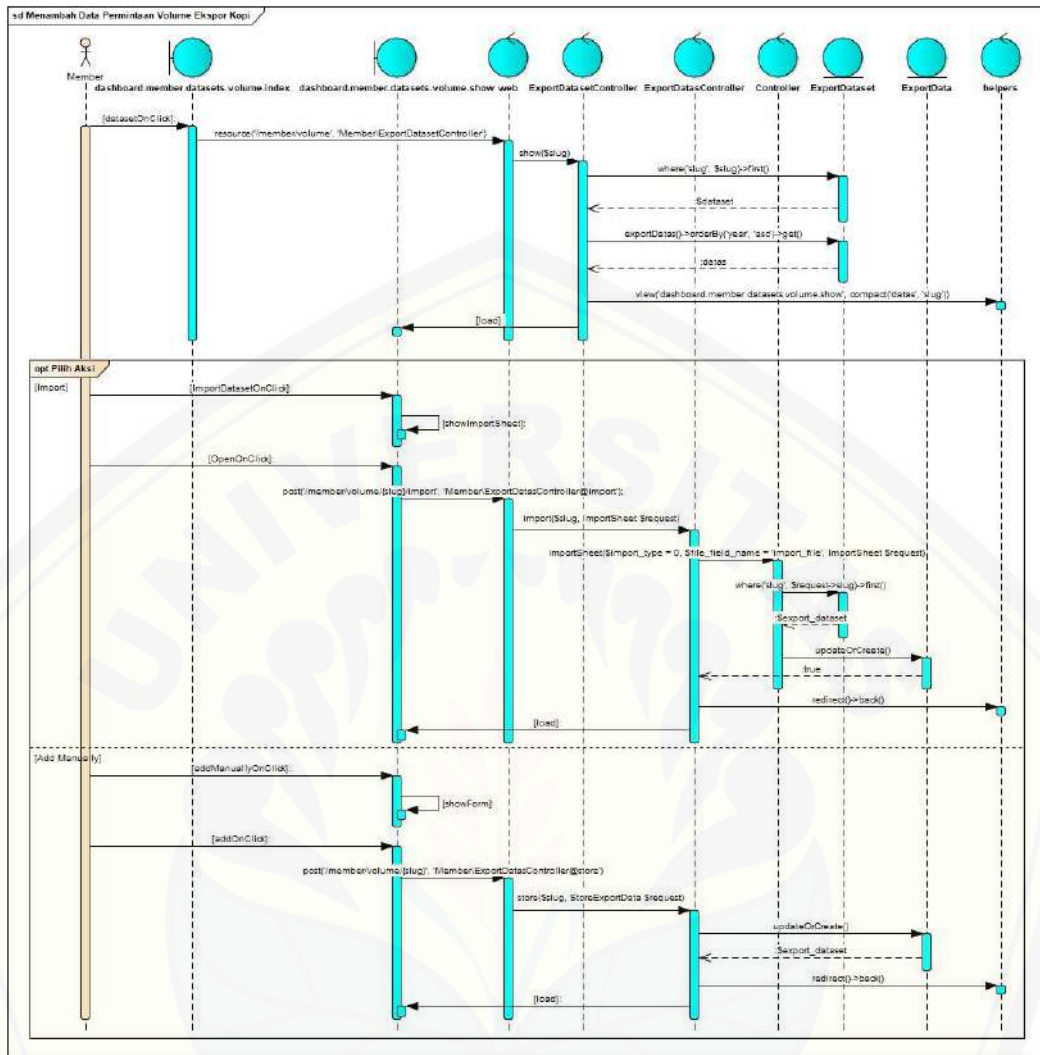 sd Menambah Data Permintaan Volume Ekspor Kopi
Member
dashboard.member.datasets.volume.index
dashboard.member.datasets.volume.show
web
ExportDatasetController
ExportDatasController
Controller
ExportDataset
ExportData
helpers
[datasetOnClick]:
resource('/member/volume', 'Member\ExportDatasetController')
show($slug)
where('slug', $slug)->first()
:$dataset
exportDatas()->orderBy('year', 'asc')->get()
:datas
view('dashboard.member.datasets.volume.show', compact('datas', 'slug'))
[load]
opt Pilih Aksi
[Import]
[ImportDatasetOnClick]:
[showImportSheet]:
[OpenOnClick]:
post('/member/volume/{slug}/import', 'Member\ExportDatasController@import');
import($slug, ImportSheet $request)
importSheet($import_type = 0, $file_field_name = 'import_file', ImportSheet $request)
where('slug', $request->slug)->first()
:$export_dataset
updateOrCreate()
:true
redirect()->back()
[load]:
[Add Manually]
[addManuallyOnClick]:
[showForm]
[addOnClick]:
post('/member/volume/{slug}', 'Member\ExportDatasController@store')
store($slug, StoreExportData $request)
updateOrCreate()
:$export_dataset
redirect()->back()
[load]:
UNIVERSITAS